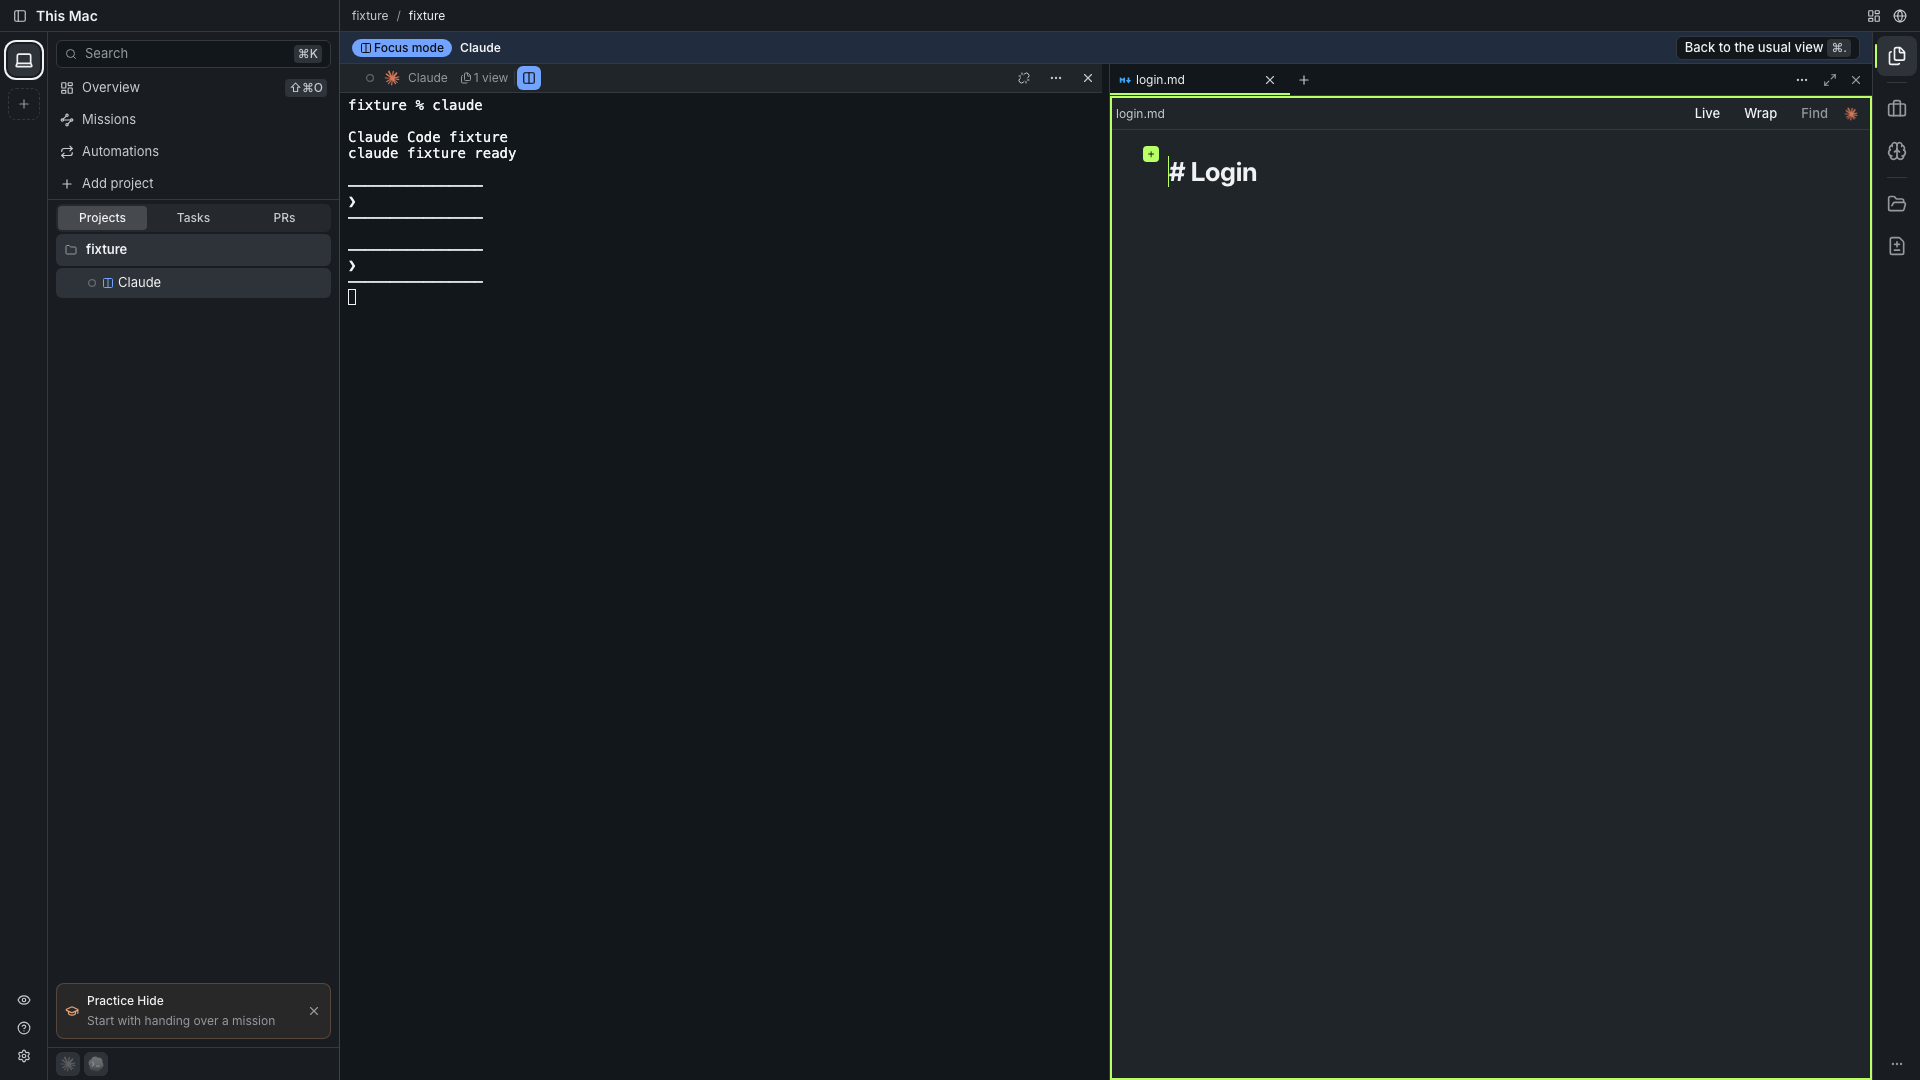 This Mac
fixture / fixture
Search ⌘K
Overview ⇧⌘O
Missions
Automations
Add project
Projects Tasks PRs
fixture
Claude
Practice Hide
Start with handing over a mission
Focus mode Claude
Back to the usual view ⌘.
Claude 1 view
fixture % claude
Claude Code fixture
claude fixture ready
❯
❯
login.md
login.md
Live Wrap Find
# Login